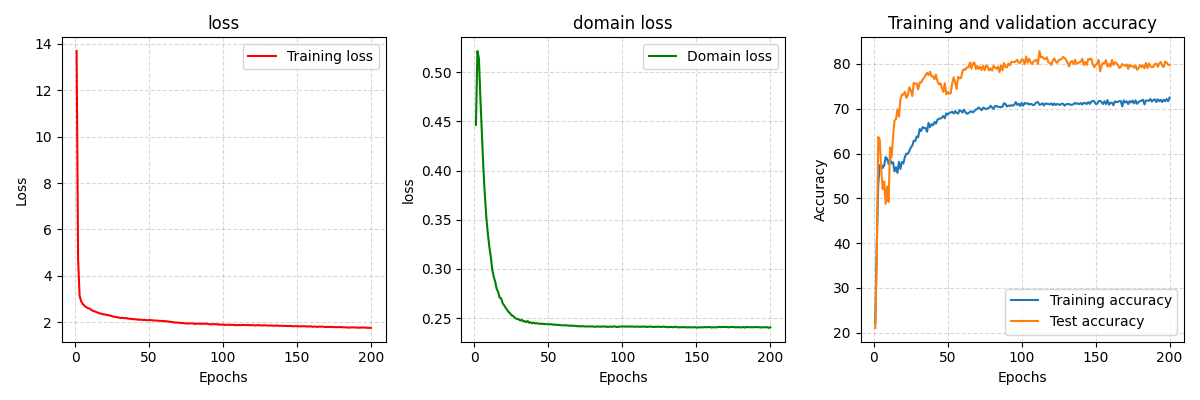 loss
Loss
14
12
10
8
6
4
2
0
50
100
150
200
Epochs
Training loss
domain loss
loss
0.50
0.45
0.40
0.35
0.30
0.25
0
50
100
150
200
Epochs
Domain loss
Training and validation accuracy
Accuracy
80
70
60
50
40
30
20
0
50
100
150
200
Epochs
Training accuracy
Test accuracy